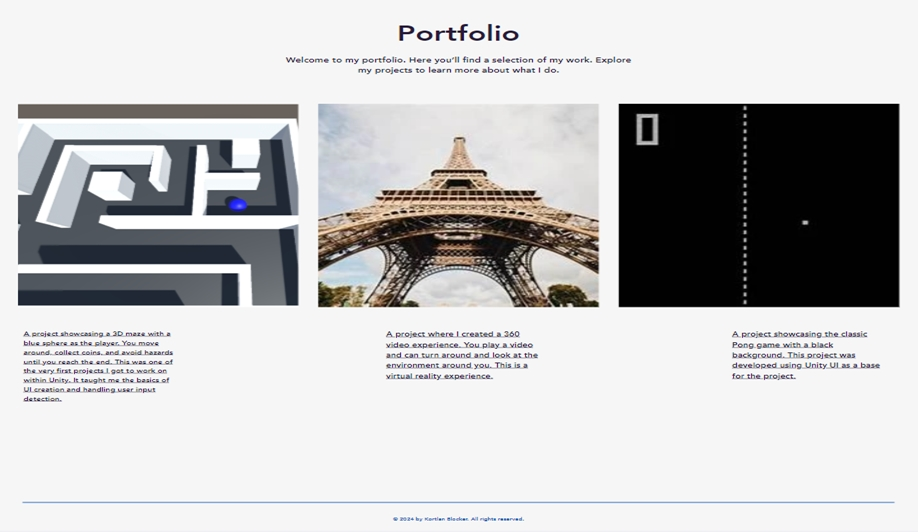 Portfolio
Welcome to my portfolio. Here you'll find a selection of my work. Explore
my projects to learn more about what I do.
0
A project showcasing a 3D maze with a
blue sphere as the player. You move
around, collect coins, and avoid hazards
until you reach the end. This was one of
the very first projects I got to work on
within Unity. It taught me the basics of
UI creation and handling user input
detection.
A project where I created a 360
video experience. You play a video
and can turn around and look at the
environment around you. This is a
virtual reality experience.
A project showcasing the classic
Pong game with a black
background. This project was
developed using Unity UI as a base
for the project.
© 2024 by Kortlen Blocker. All rights reserved.